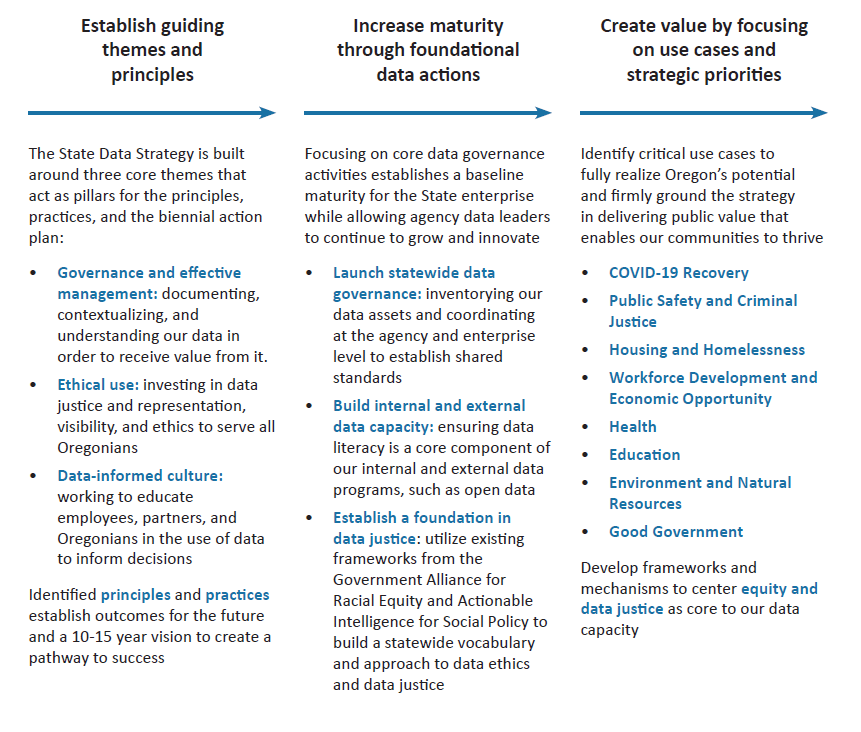 Establish guiding
themes and
principles
The State Data Strategy is built
around three core themes that
act as pillars for the principles,
practices, and the biennial action
plan:
• Governance and effective
management: documenting,
contextualizing, and
understanding our data in
order to receive value from it.
• Ethical use: investing in data
justice and representation,
visibility, and ethics to serve all
Oregonians
• Data-informed culture:
working to educate
employees, partners, and
Oregonians in the use of data
to inform decisions
Identified principles and practices
establish outcomes for the future
and a 10-15 year vision to create a
pathway to success
Increase maturity
through foundational
data actions
Focusing on core data governance
activities establishes a baseline
maturity for the State enterprise
while allowing agency data leaders
to continue to grow and innovate
• Launch statewide data
governance: inventorying our
data assets and coordinating
at the agency and enterprise
level to establish shared
standards
• Build internal and external
data capacity: ensuring data
literacy is a core component of
our internal and external data
programs, such as open data
• Establish a foundation in
data justice: utilize existing
frameworks from the
Government Alliance for
Racial Equity and Actionable
Intelligence for Social Policy to
build a statewide vocabulary
and approach to data ethics
and data justice
Create value by focusing
on use cases and
strategic priorities
Identify critical use cases to
fully realize Oregon's potential
and firmly ground the strategy
in delivering public value that
enables our communities to thrive
• COVID-19 Recovery
• Public Safety and Criminal
Justice
• Housing and Homelessness
• Workforce Development and
Economic Opportunity
• Health
• Education
• Environment and Natural
Resources
• Good Government
Develop frameworks and
mechanisms to center equity and
data justice as core to our data
capacity